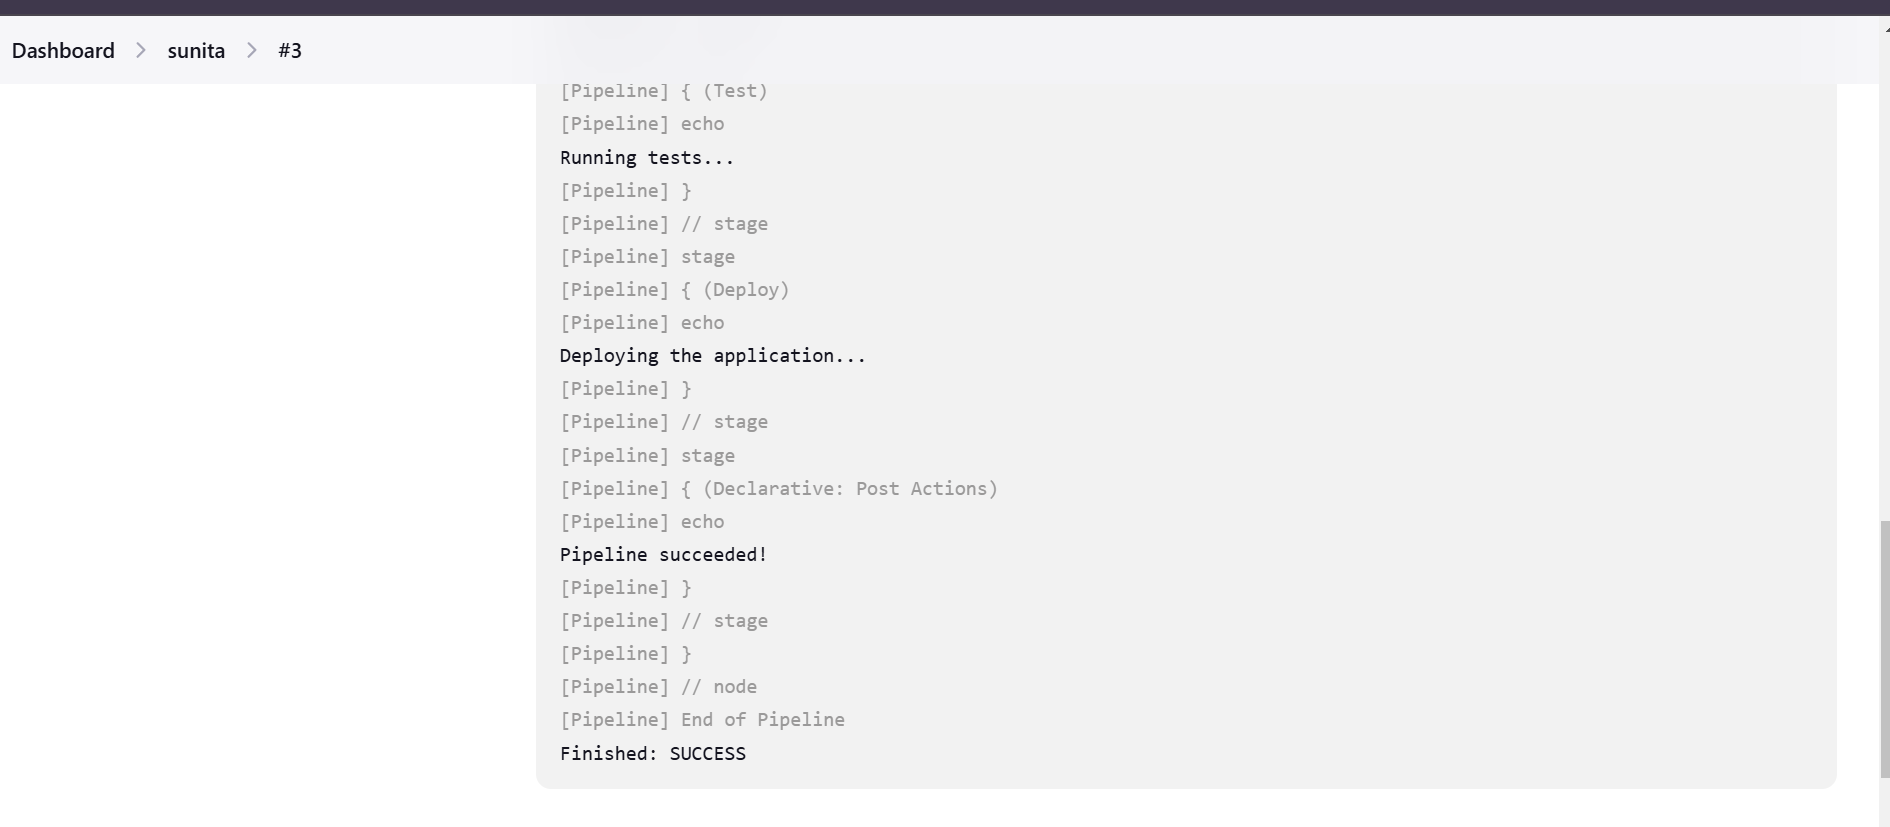 Dashboard > sunita > #3
[Pipeline] { (Test)
[Pipeline] echo
Running tests...
[Pipeline] }
[Pipeline] // stage
[Pipeline] stage
[Pipeline] { (Deploy)
[Pipeline] echo
Deploying the application...
[Pipeline] }
[Pipeline] // stage
[Pipeline] stage
[Pipeline] { (Declarative: Post Actions)
[Pipeline] echo
Pipeline succeeded!
[Pipeline] }
[Pipeline] // stage
[Pipeline] }
[Pipeline] // node
[Pipeline] End of Pipeline
Finished: SUCCESS